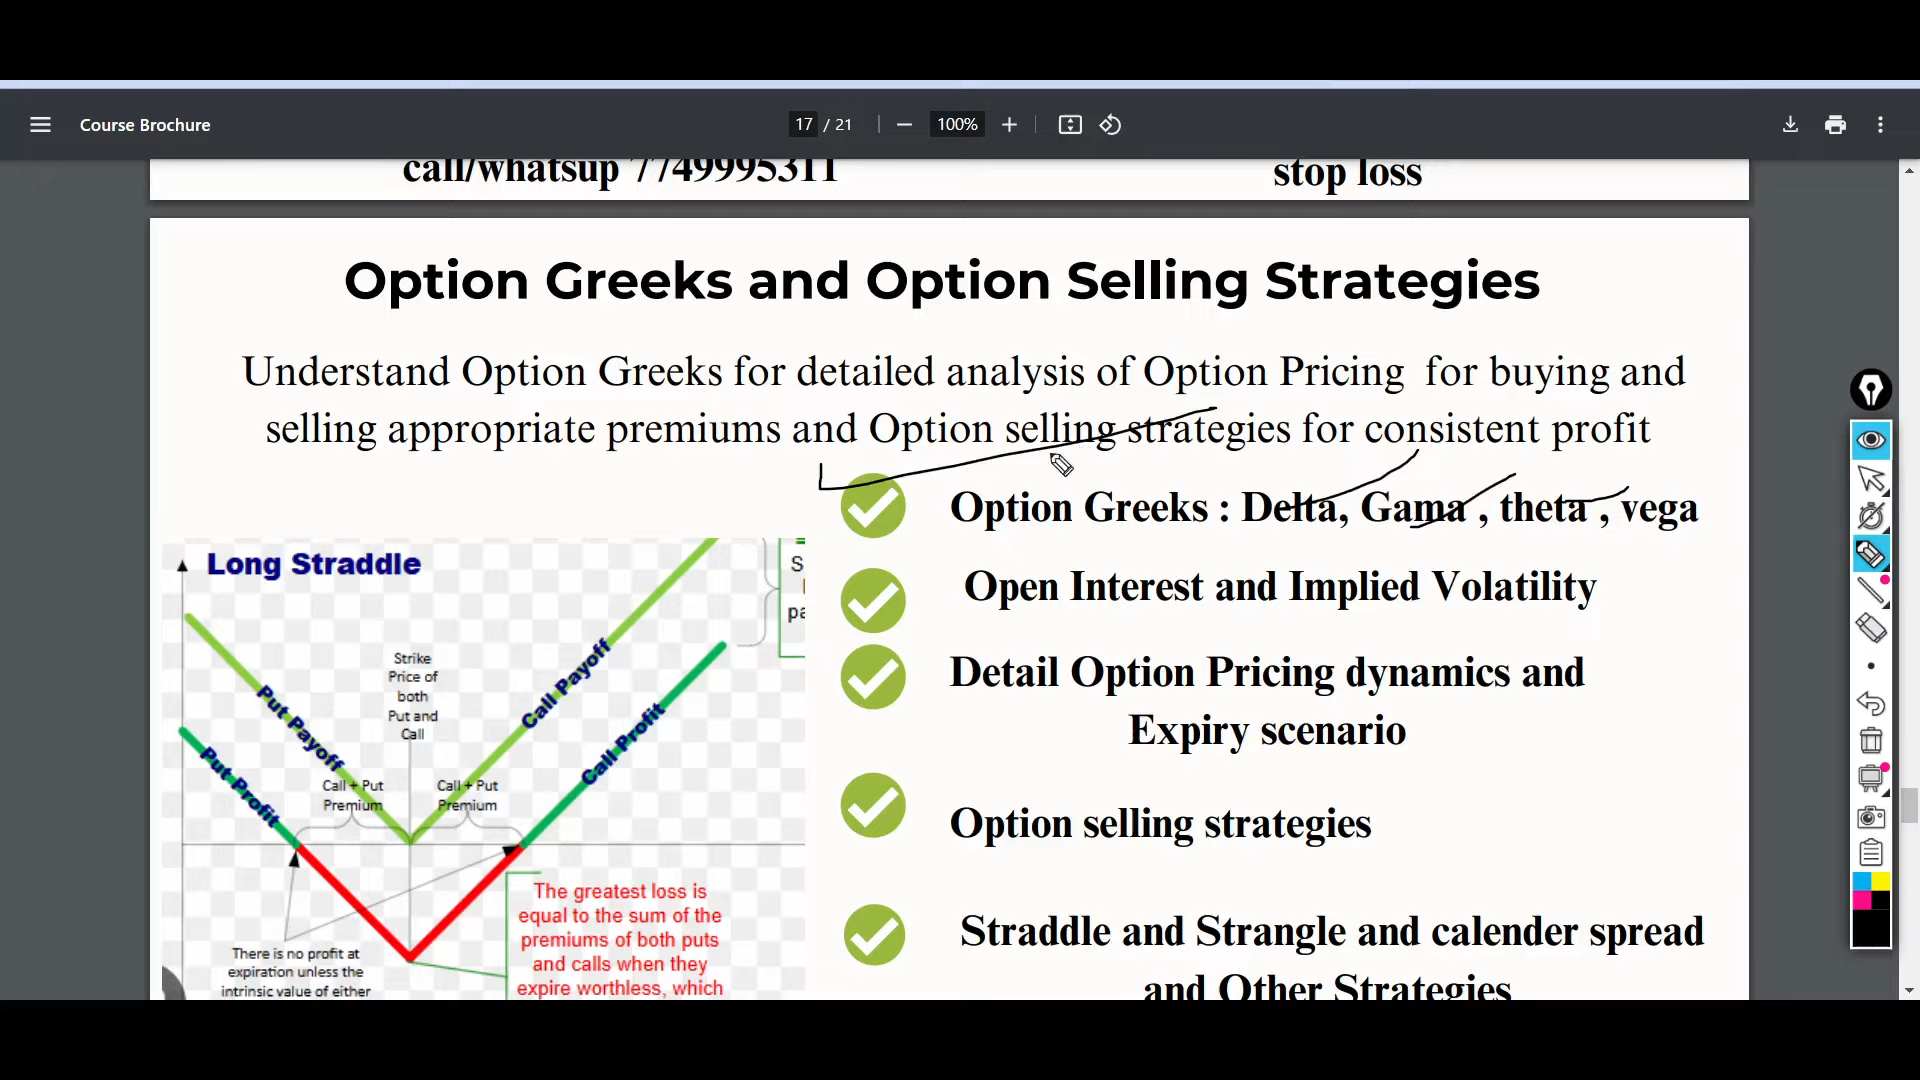 Course Brochure
17 / 21
100%
call/whatsup 7749995311
stop loss
Option Greeks and Option Selling Strategies
Understand Option Greeks for detailed analysis of Option Pricing for buying and
selling appropriate premiums and Option selling strategies for consistent profit
Option Greeks : Delta, Gama , theta , vega
Open Interest and Implied Volatility
Detail Option Pricing dynamics and
Expiry scenario
Option selling strategies
Straddle and Strangle and calender spread
and Other Strategies
Long Straddle
S
pa
Strike
Price of
both
Put and
Call
Put Payoff
Call Payoff
Put Profit
Call Profit
Call + Put
Premium
Call + Put
Premium
The greatest loss is
equal to the sum of the
premiums of both puts
and calls when they
expire worthless, which
There is no profit at
expiration unless the
intrinsic value of either